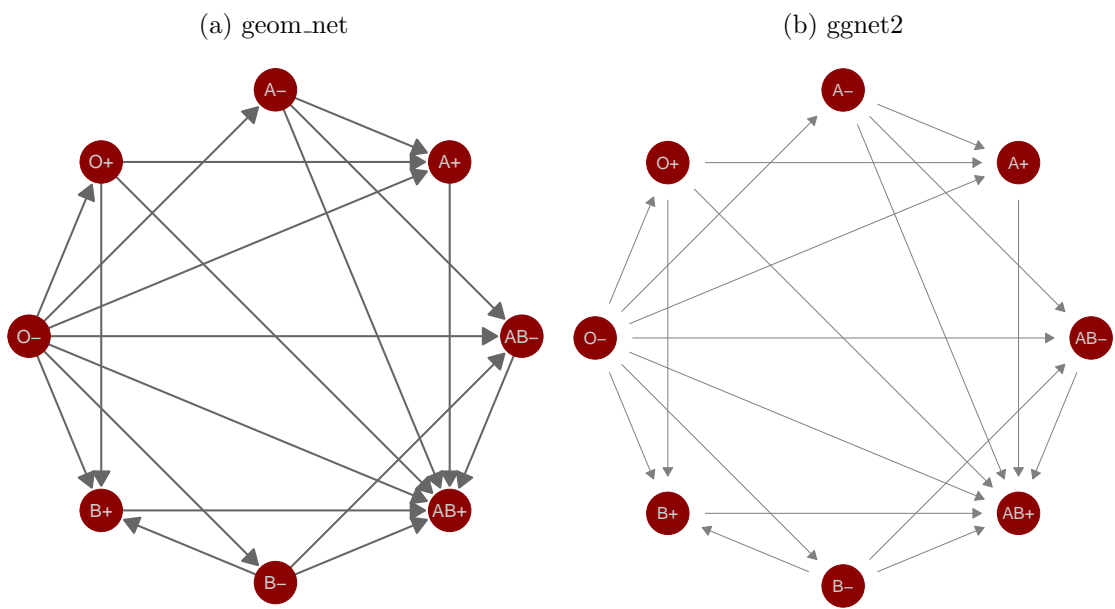 (a) geom_net
A−
O+
A+
O−
AB−
B+
AB+
B−
(b) ggnet2
A−
O+
A+
O−
AB−
B+
AB+
B−